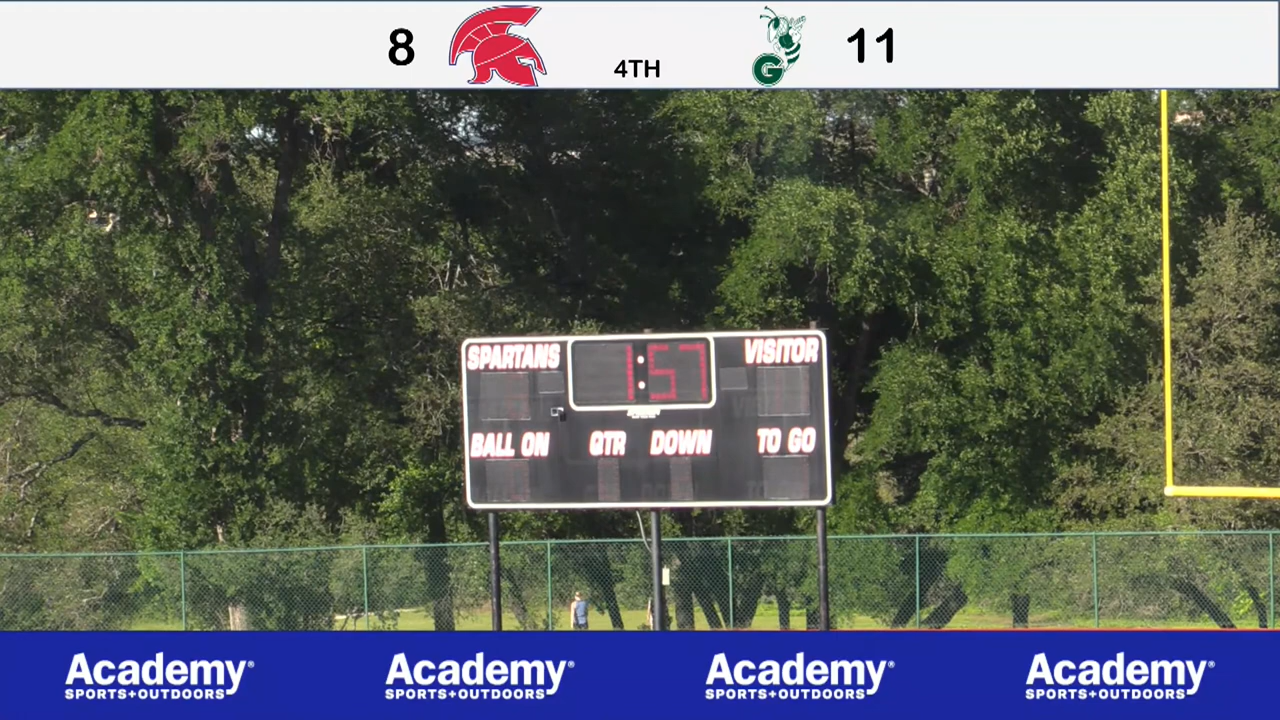 8 4TH G 11
SPARTANS 1:57 VISITOR
BALL ON QTR DOWN TO GO
Academy® Academy® Academy® Academy®
SPORTS+OUTDOORS SPORTS+OUTDOORS SPORTS+OUTDOORS SPORTS+OUTDOORS